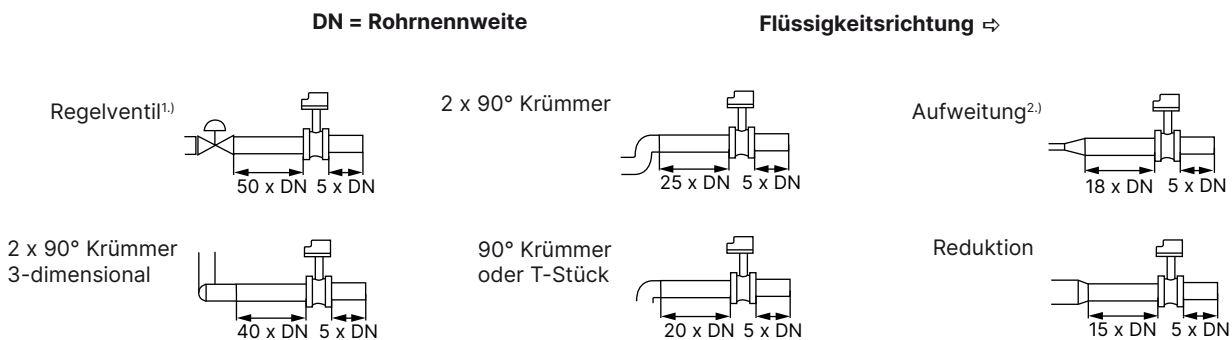 DN = Rohrnennweite
Flüssigkeitsrichtung ⇨
Regelventil1.)
50 x DN 5 x DN
2 x 90° Krümmer
25 x DN 5 x DN
Aufweitung2.)
18 x DN 5 x DN
2 x 90° Krümmer
3-dimensional
40 x DN 5 x DN
90° Krümmer
oder T-Stück
20 x DN 5 x DN
Reduktion
15 x DN 5 x DN